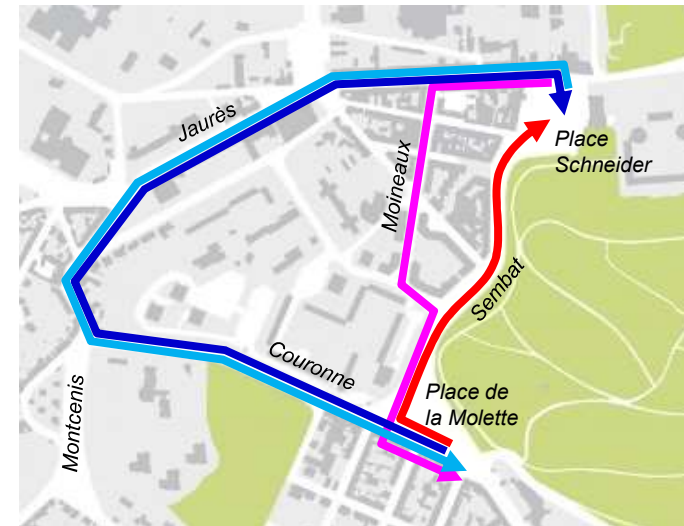 Jaurès
Place
Schneider
Moineaux
Sembat
Couronne
Place de
la Molette
Montcenis